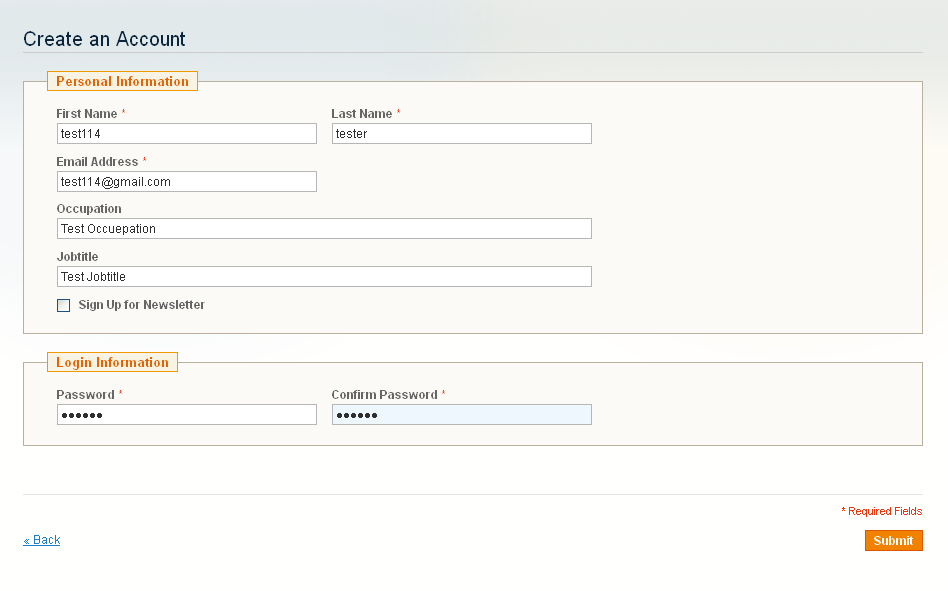 Create an Account
Personal Information
First Name * Last Name *
test114 tester
Email Address *
test114@gmail.com
Occupation
Test Occuepation
Jobtitle
Test Jobtitle
Sign Up for Newsletter
Login Information
Password * Confirm Password *
●●●●●● ●●●●●●
* Required Fields
« Back Submit